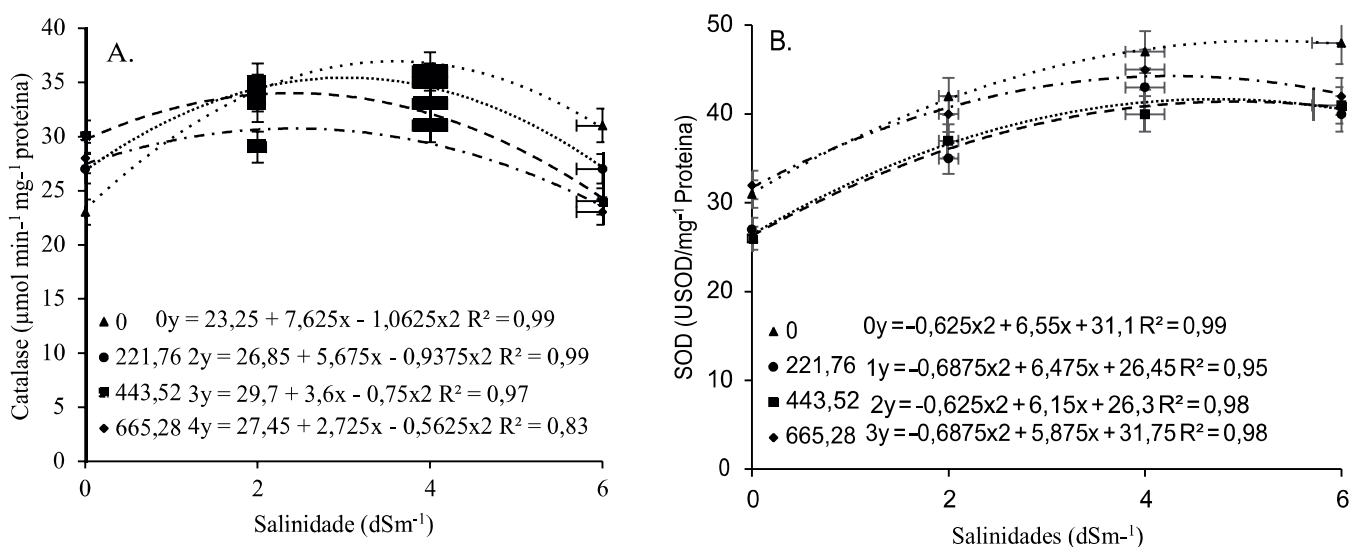 A.
Catalase (µmol min-¹ mg-¹ proteína)
40
35
30
25
20
15
10
5
0
0 0y = 23,25 + 7,625x - 1,0625x2 R² = 0,99
221,76 2y = 26,85 + 5,675x - 0,9375x2 R² = 0,99
443,52 3y = 29,7 + 3,6x - 0,75x2 R² = 0,97
665,28 4y = 27,45 + 2,725x - 0,5625x2 R² = 0,83
0 2 4 6
Salinidade (dSm-¹)
B.
SOD (USOD/mg-¹ Proteina)
50
40
30
20
10
0
0 0y=-0,625x2+6,55x+31,1 R²=0,99
221,76 1y=-0,6875x2+6,475x+26,45 R²=0,95
443,52 2y=-0,625x2+6,15x+26,3 R²=0,98
665,28 3y=-0,6875x2+5,875x+31,75 R²=0,98
0 2 4 6
Salinidades (dSm-¹)